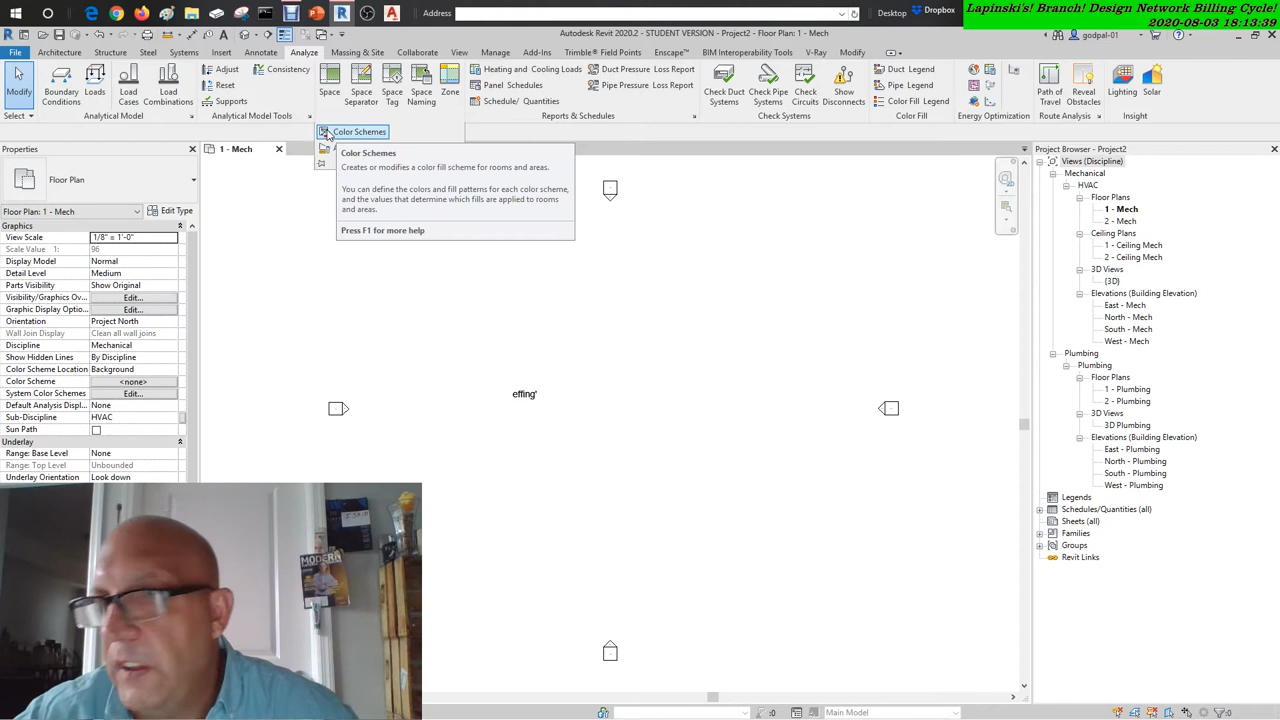 Address
Desktop
Dropbox
Lapinski's! Branch! Design Network Billing Cycle!
2020-08-03 18:13:39
Autodesk Revit 2020.2 - STUDENT VERSION - Project2 - Floor Plan: 1 - Mech
godpal-01
File Architecture Structure Steel Systems Insert Annotate Analyze Massing & Site Collaborate View Manage Add-Ins Trimble® Field Points Enscape™ BIM Interoperability Tools V-Ray Modify
Modify
Select
Boundary Conditions
Loads
Load Cases
Load Combinations
Analytical Model
Adjust
Reset
Supports
Consistency
Analytical Model Tools
Space
Space Separator
Space Tag
Space Naming
Zone
Heating and Cooling Loads
Panel Schedules
Schedule/ Quantities
Duct Pressure Loss Report
Pipe Pressure Loss Report
Reports & Schedules
Check Duct Systems
Check Pipe Systems
Check Circuits
Show Disconnects
Check Systems
Duct Legend
Pipe Legend
Color Fill Legend
Color Fill
Energy Optimization
Path of Travel
Reveal Obstacles
Route Analysis
Lighting
Solar
Insight
Color Schemes
Color Schemes
Creates or modifies a color fill scheme for rooms and areas.
You can define the colors and fill patterns for each color scheme,
and the values that determine which fills are applied to rooms
and areas.
Press F1 for more help
Properties
Floor Plan
Floor Plan: 1 - Mech
Edit Type
Graphics
View Scale 1/8" = 1'-0"
Scale Value 1: 96
Display Model Normal
Detail Level Medium
Parts Visibility Show Original
Visibility/Graphics Ov... Edit...
Graphic Display Optio... Edit...
Orientation Project North
Wall Join Display Clean all wall joins
Discipline Mechanical
Show Hidden Lines By Discipline
Color Scheme Location Background
Color Scheme <none>
System Color Schemes Edit...
Default Analysis Displ... None
Sub-Discipline HVAC
Sun Path
Underlay
Range: Base Level None
Range: Top Level Unbounded
Underlay Orientation Look down
1 - Mech
effing'
2D
Project Browser - Project2
Views (Discipline)
Mechanical
HVAC
Floor Plans
1 - Mech
2 - Mech
Ceiling Plans
1 - Ceiling Mech
2 - Ceiling Mech
3D Views
{3D}
Elevations (Building Elevation)
East - Mech
North - Mech
South - Mech
West - Mech
Plumbing
Plumbing
Floor Plans
1 - Plumbing
2 - Plumbing
3D Views
3D Plumbing
Elevations (Building Elevation)
East - Plumbing
North - Plumbing
South - Plumbing
West - Plumbing
Legends
Schedules/Quantities (all)
Sheets (all)
Families
Groups
Revit Links
MODERN
:0
Main Model
:0